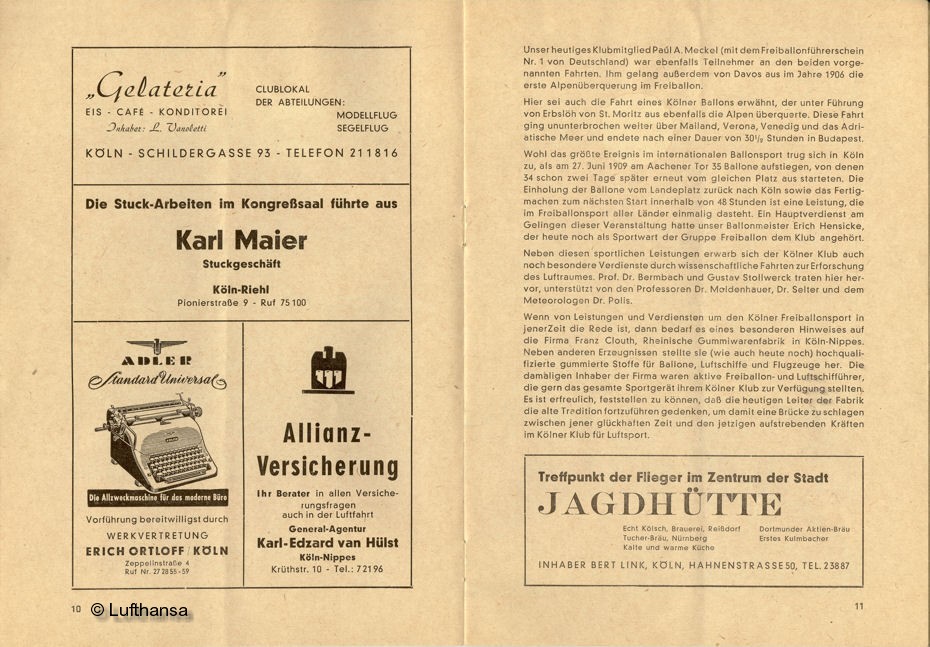 „Gelateria"
EIS - CAFÉ - KONDITOREI
Inhaber: L. Vanoletti
CLUBLOKAL
DER ABTEILUNGEN:
MODELLFLUG
SEGELFLUG
KÖLN - SCHILDERGASSE 93 - TELEFON 211816
Die Stuck-Arbeiten im Kongreßsaal führte aus
Karl Maier
Stuckgeschäft
Köln-Riehl
Pionierstraße 9 - Ruf 75100
ADLER
Standard Universal
Die Allzweckmaschine für das moderne Büro
Vorführung bereitwilligst durch
WERKVERTRETUNG
ERICH ORTLOFF / KÖLN
Zeppelinstraße 4
Ruf Nr. 27 28 55-59
Allianz-
Versicherung
Ihr Berater in allen Versiche-
rungsfragen
auch in der Luftfahrt
General-Agentur
Karl-Edzard van Hülst
Köln-Nippes
Krüthstr. 10 - Tel.: 7 21 96
10
© Lufthansa
Unser heutiges Klubmitglied Paul A. Meckel (mit dem Freiballonführerschein
Nr. 1 von Deutschland) war ebenfalls Teilnehmer an den beiden vorge-
nannten Fahrten. Ihm gelang außerdem von Davos aus im Jahre 1906 die
erste Alpenüberquerung im Freiballon.
Hier sei auch die Fahrt eines Kölner Ballons erwähnt, der unter Führung
von Erbslöh von St. Moritz aus ebenfalls die Alpen überquerte. Diese Fahrt
ging ununterbrochen weiter über Mailand, Verona, Venedig und das Adri-
atische Meer und endete nach einer Dauer von 30½ Stunden in Budapest.
Wohl das größte Ereignis im internationalen Ballonsport trug sich in Köln
zu, als am 27. Juni 1909 am Aachener Tor 35 Ballone aufstiegen, von denen
34 schon zwei Tage später erneut vom gleichen Platz aus starteten. Die
Einholung der Ballone vom Landeplatz zurück nach Köln sowie das Fertig-
machen zum nächsten Start innerhalb von 48 Stunden ist eine Leistung, die
im Freiballonsport aller Länder einmalig dasteht. Ein Hauptverdienst am
Gelingen dieser Veranstaltung hatte unser Ballonmeister Erich Hensicke,
der heute noch als Sportwart der Gruppe Freiballon dem Klub angehört.
Neben diesen sportlichen Leistungen erwarb sich der Kölner Klub auch
noch besondere Verdienste durch wissenschaftliche Fahrten zur Erforschung
des Luftraumes. Prof. Dr. Bermbach und Gustav Stollwerck traten hier her-
vor, unterstützt von den Professoren Dr. Moldenhauer, Dr. Selter und dem
Meteorologen Dr. Polis.
Wenn von Leistungen und Verdiensten um den Kölner Freiballonsport in
jener Zeit die Rede ist, dann bedarf es eines besonderen Hinweises auf
die Firma Franz Clouth, Rheinische Gummiwarenfabrik in Köln-Nippes.
Neben anderen Erzeugnissen stellte sie (wie auch heute noch) hochquali-
fizierte gummierte Stoffe für Ballone, Luftschiffe und Flugzeuge her. Die
damaligen Inhaber der Firma waren aktive Freiballon- und Luftschifführer,
die gern das gesamte Sportgerät ihrem Kölner Klub zur Verfügung stellten.
Es ist erfreulich, feststellen zu können, daß die heutigen Leiter der Fabrik
die alte Tradition fortzuführen gedenken, um damit eine Brücke zu schlagen
zwischen jener glückhaften Zeit und den jetzigen aufstrebenden Kräften
im Kölner Klub für Luftsport.
Treffpunkt der Flieger im Zentrum der Stadt
JAGDHÜTTE
Echt Kölsch, Brauerei, Reißdorf
Tucher-Bräu, Nürnberg
Kalte und warme Küche
Dortmunder Aktien-Bräu
Erstes Kulmbacher
INHABER BERT LINK, KÖLN, HAHNENSTRASSE 50, TEL. 23887
11